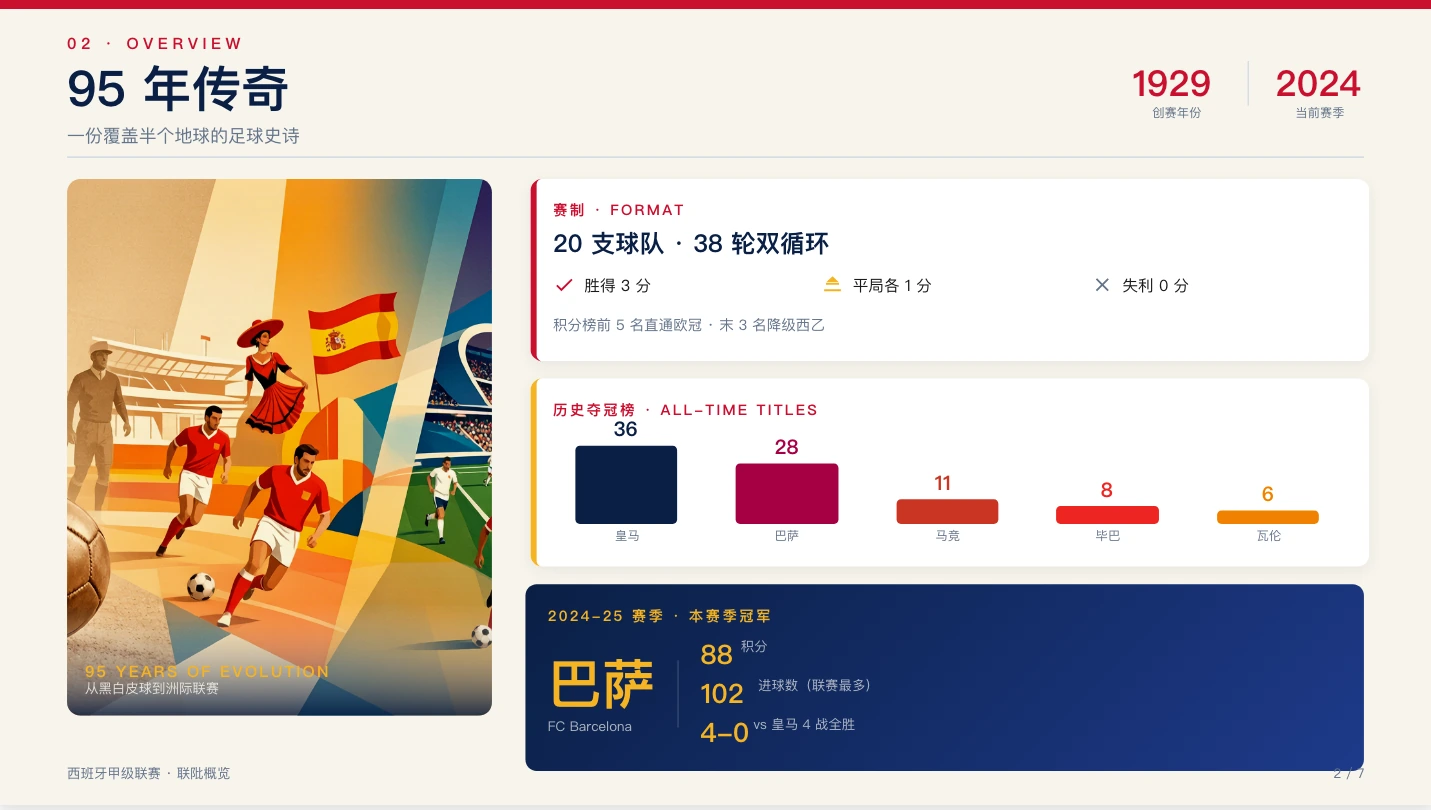 02 · OVERVIEW
95 年传奇
一份覆盖半个地球的足球史诗
1929
创赛年份
2024
当前赛季
95 YEARS OF EVOLUTION
从黑白皮球到洲际联赛
赛制 · FORMAT
20 支球队 · 38 轮双循环
胜得 3 分
平局各 1 分
失利 0 分
积分榜前 5 名直通欧冠 · 末 3 名降级西乙
历史夺冠榜 · ALL-TIME TITLES
36
皇马
28
巴萨
11
马竞
8
毕巴
6
瓦伦
2024-25 赛季 · 本赛季冠军
巴萨
FC Barcelona
88 积分
102 进球数（联赛最多）
4-0 vs 皇马 4 战全胜
西班牙甲级联赛 · 联阰概览
2 / 7